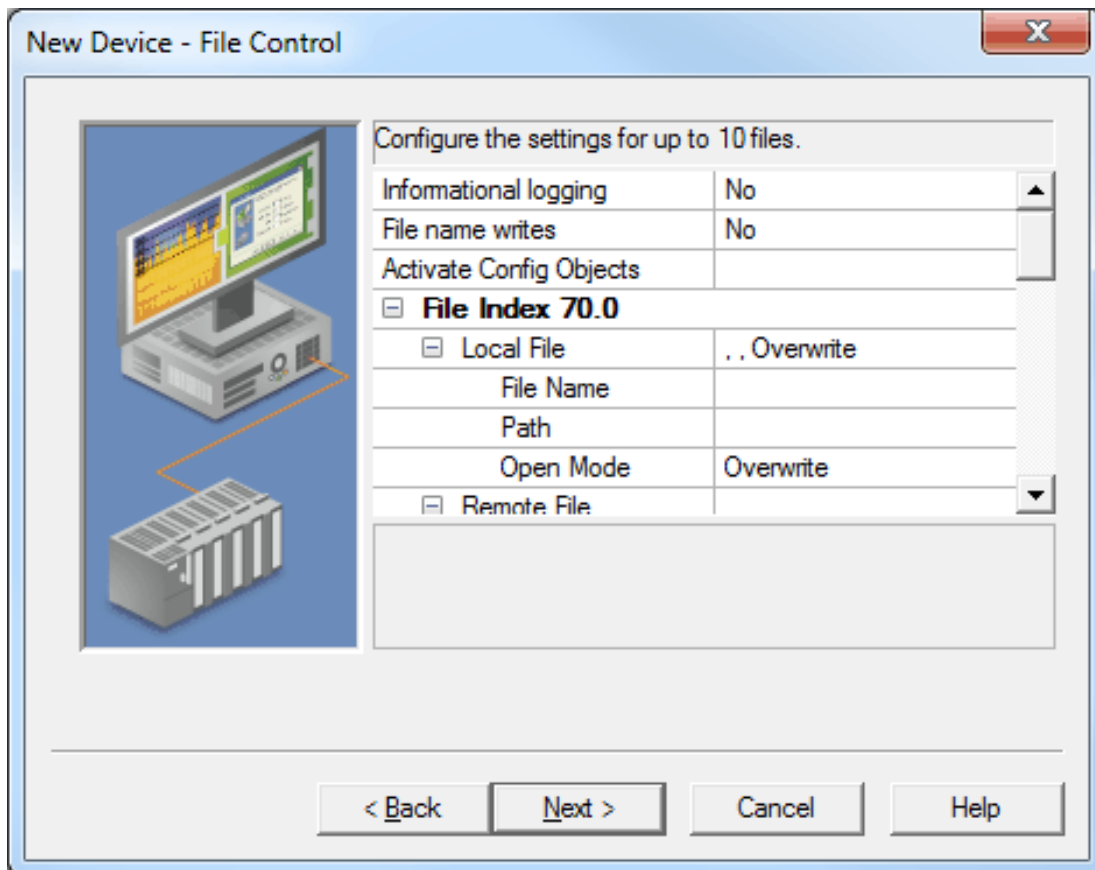 New Device - File Control
X
Configure the settings for up to 10 files.
Informational logging No
File name writes No
Activate Config Objects
File Index 70.0
Local File , , Overwrite
File Name
Path
Open Mode Overwrite
Remote File
< Back Next > Cancel Help